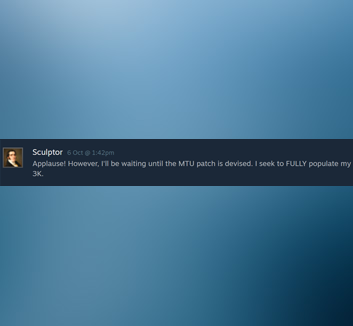 Sculptor 6 Oct @ 1:42pm
Applause! However, I'll be waiting until the MTU patch is devised. I seek to FULLY populate my
3K.